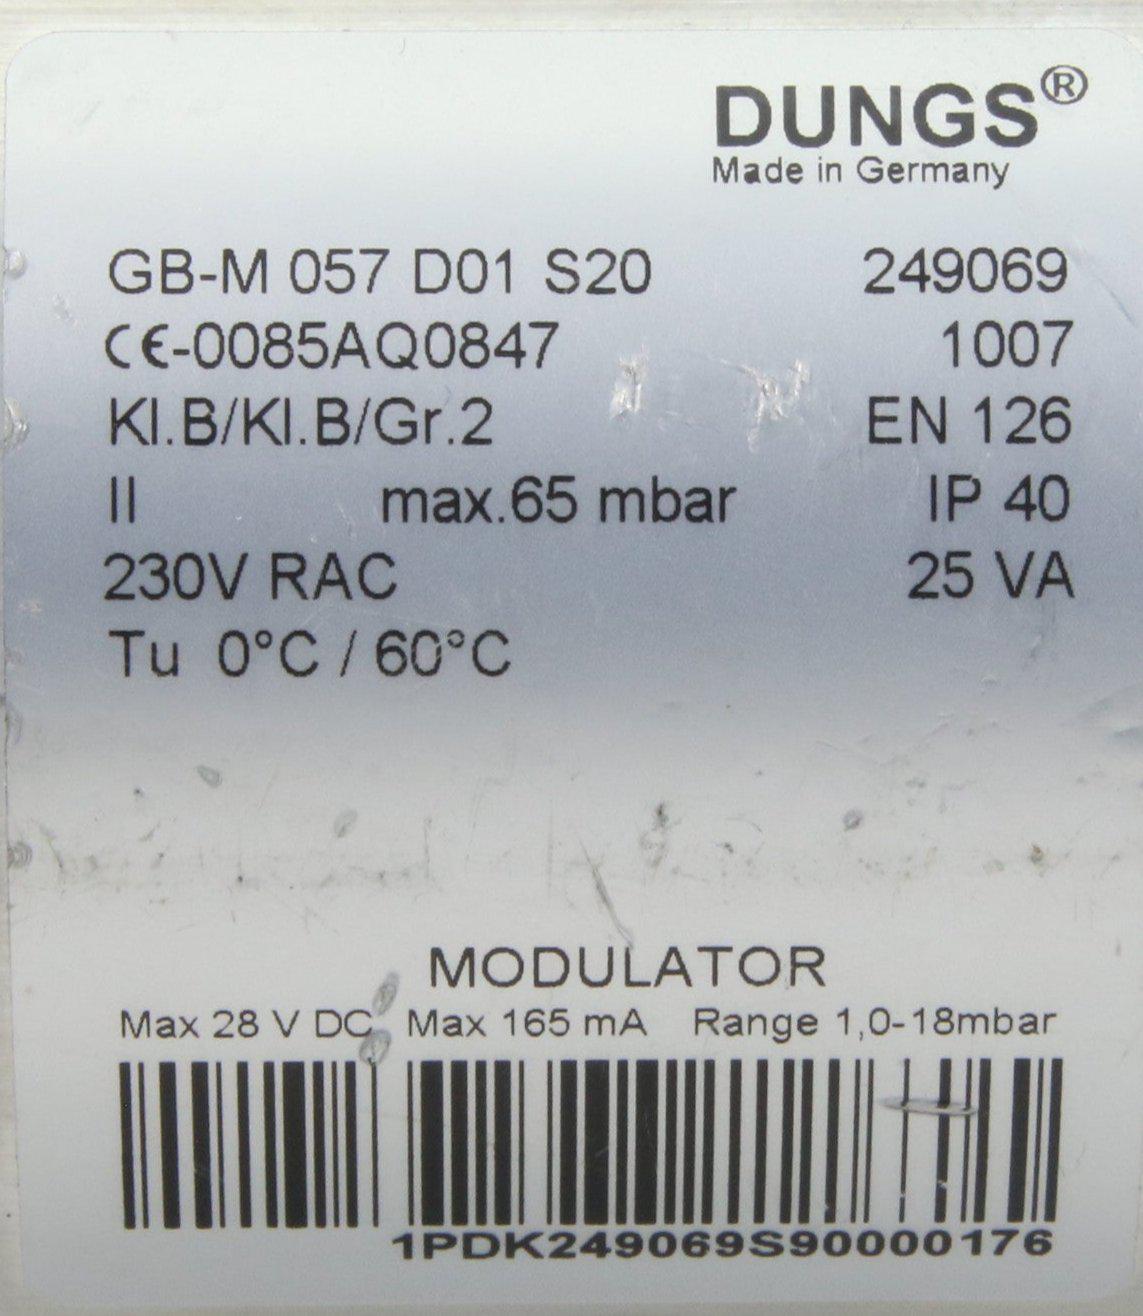 DUNGS®
Made in Germany
GB-M 057 D01 S20 249069
CE-0085AQ0847 1007
Kl.B/Kl.B/Gr.2 EN 126
II max.65 mbar IP 40
230V RAC 25 VA
Tu 0°C / 60°C
MODULATOR
Max 28 V DC Max 165 mA Range 1,0-18mbar
1PDK249069S90000176